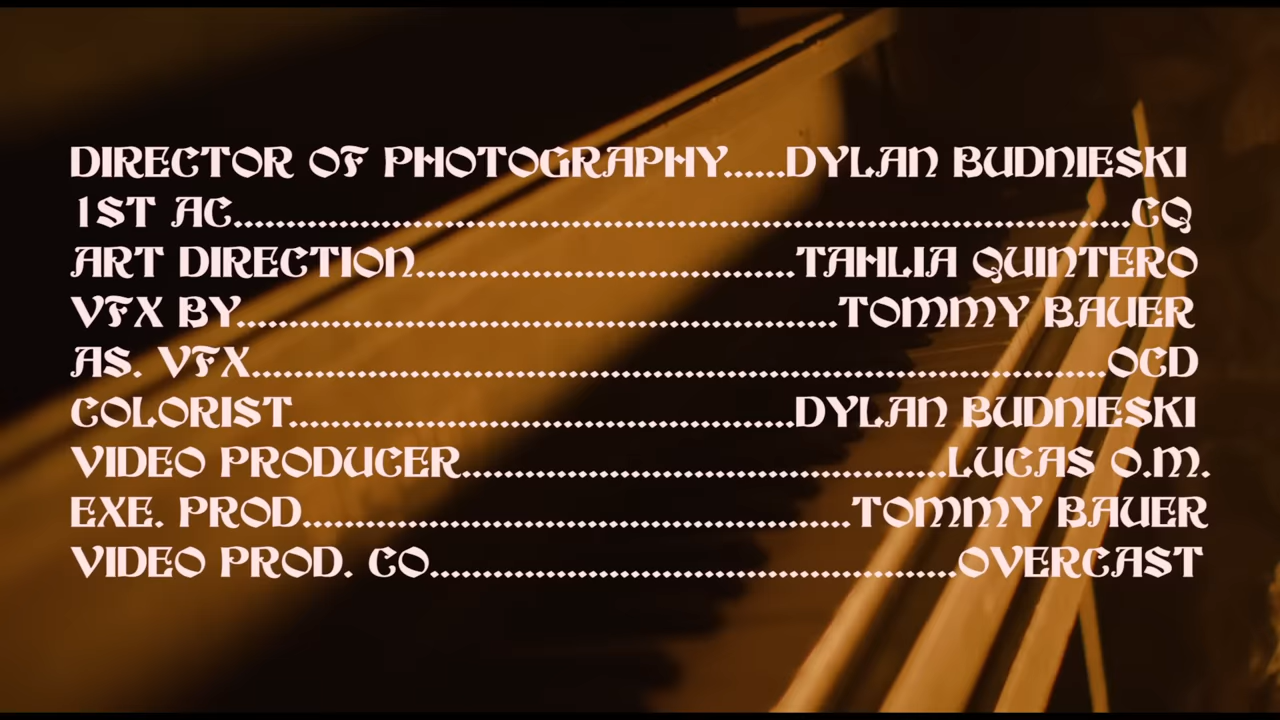 DIRECTOR OF PHOTOGRAPHY.....DYLAN BUDNIESKI
1ST AC..........................................................................CQ
ART DIRECTION...............................TAHLIA QUINTERO
VFX BY.................................................TOMMY BAUER
AS. VFX......................................................................OCD
COLORIST.........................................DYLAN BUDNIESKI
VIDEO PRODUCER.......................................LUCAS O.M.
EXE. PROD.............................................TOMMY BAUER
VIDEO PROD. CO...........................................OVERCAST